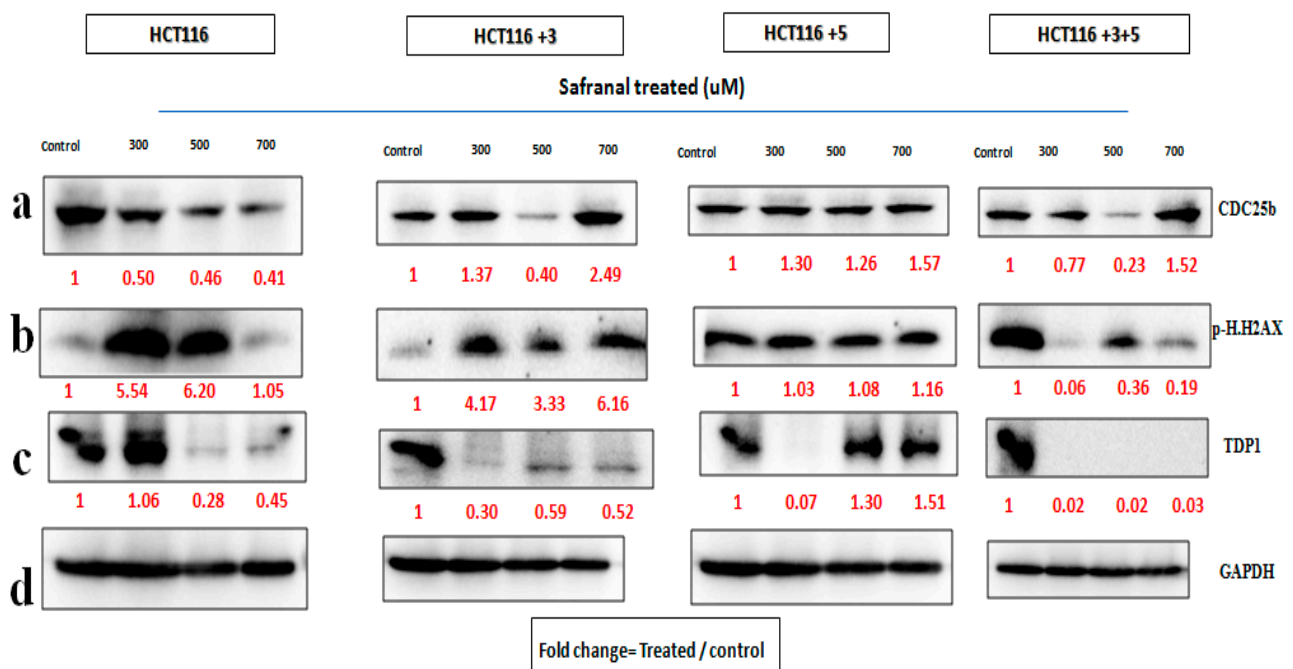 HCT116 HCT116 +3 HCT116 +5 HCT116 +3+5
Safranal treated (uM)
Control 300 500 700 Control 300 500 700 Control 300 500 700 Control 300 500 700
a CDC25b
1 0.50 0.46 0.41 1 1.37 0.40 2.49 1 1.30 1.26 1.57 1 0.77 0.23 1.52
b p-H.H2AX
1 5.54 6.20 1.05 1 4.17 3.33 6.16 1 1.03 1.08 1.16 1 0.06 0.36 0.19
c TDP1
1 1.06 0.28 0.45 1 0.30 0.59 0.52 1 0.07 1.30 1.51 1 0.02 0.02 0.03
d GAPDH
Fold change= Treated / control